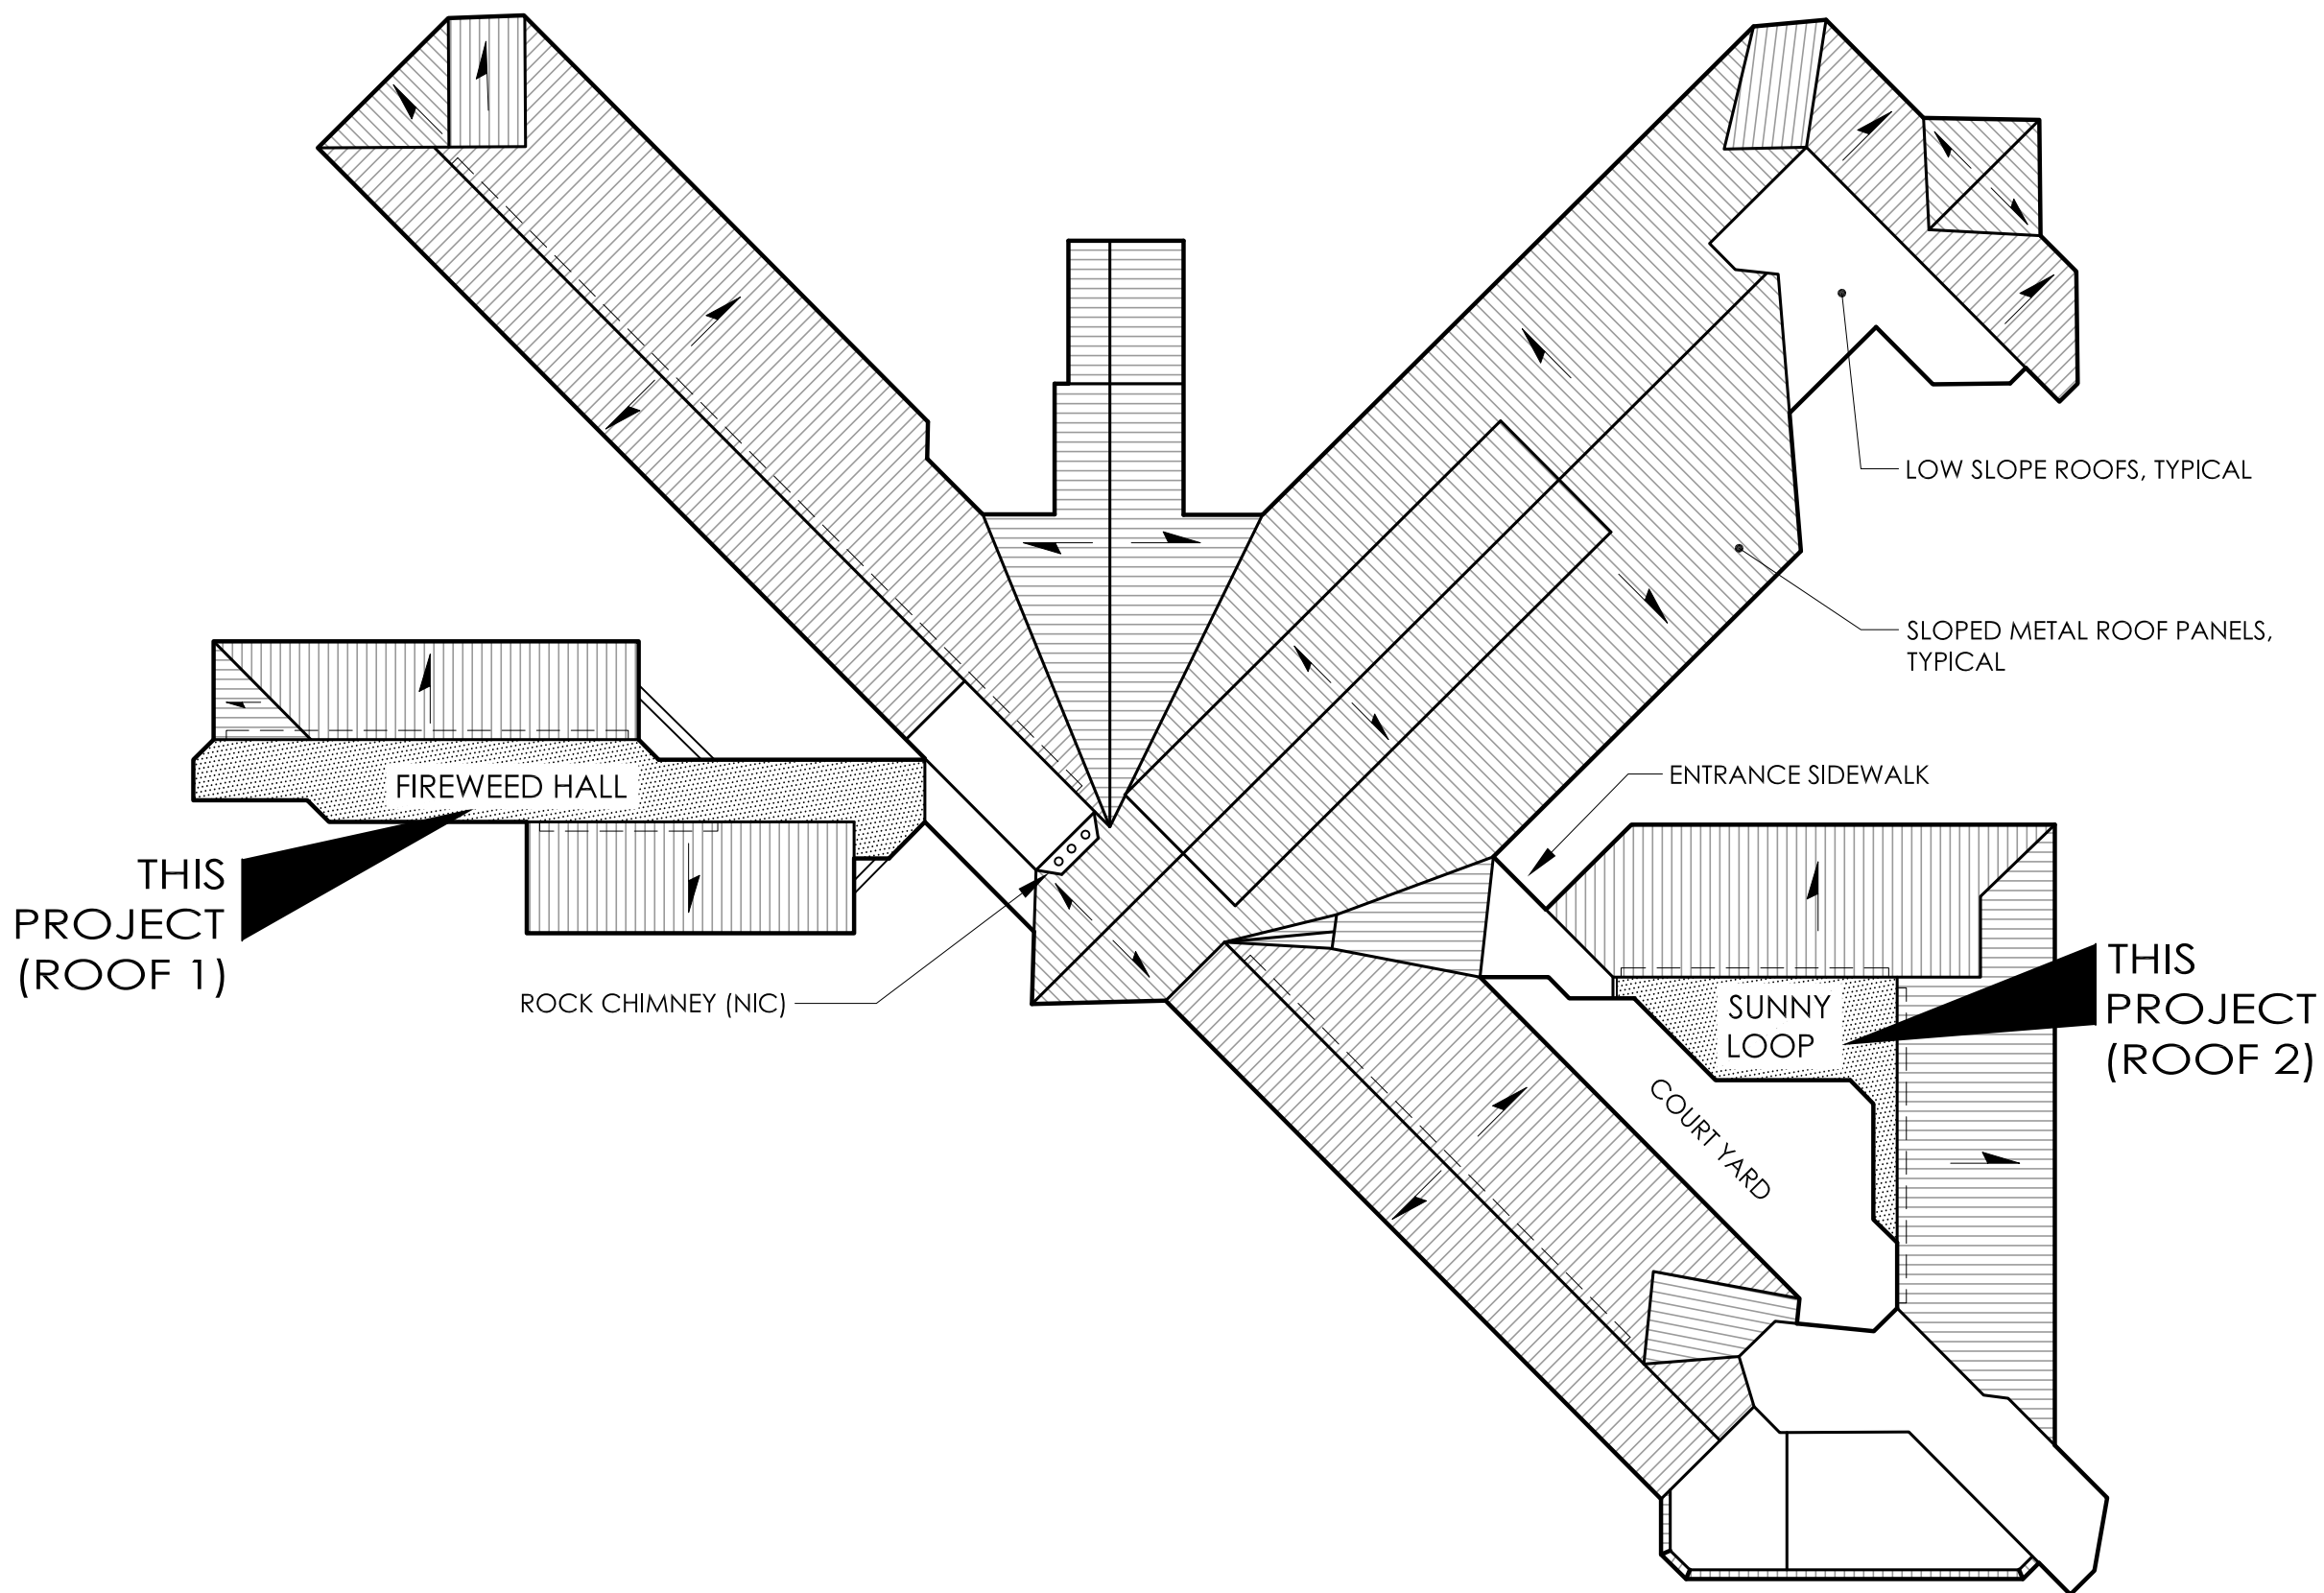 LOW SLOPE ROOFS, TYPICAL
SLOPED METAL ROOF PANELS,
TYPICAL
ENTRANCE SIDEWALK
FIREWEED HALL
THIS
PROJECT
(ROOF 1)
ROCK CHIMNEY (NIC)
THIS
PROJECT
(ROOF 2)
SUNNY
LOOP
COURT YARD